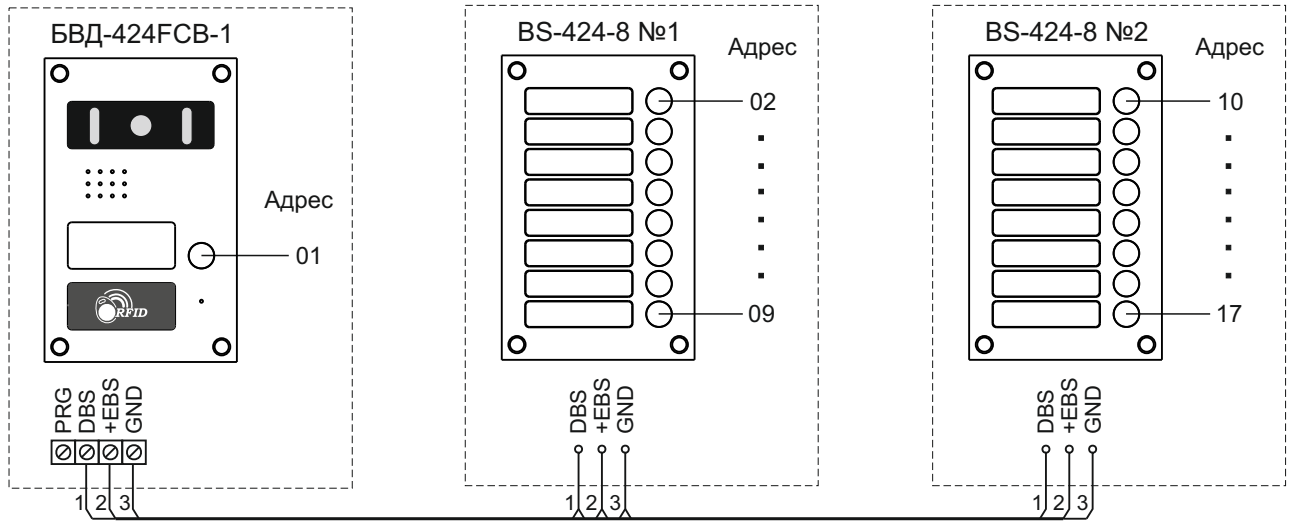 БВД-424FCB-1
Адрес
01
RFID
PRG
DBS
+EBS
GND
1 2 3
BS-424-8 №1
Адрес
02
09
DBS
+EBS
GND
1 2 3
BS-424-8 №2
Адрес
10
17
DBS
+EBS
GND
1 2 3